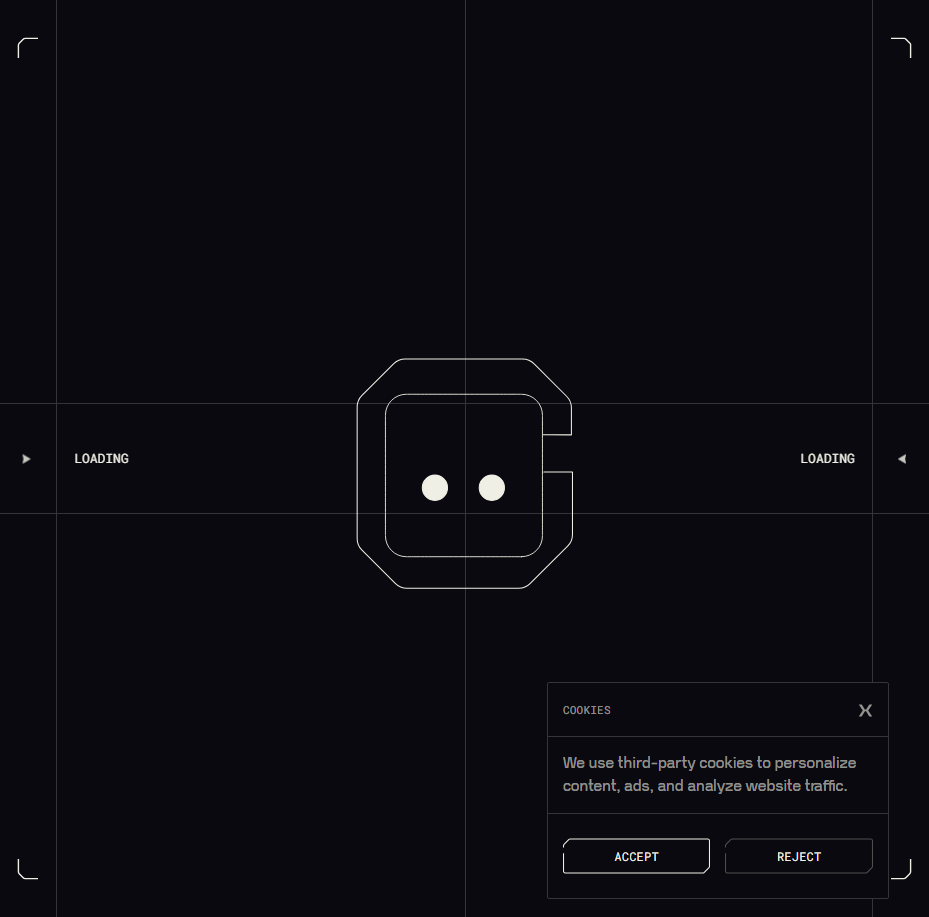 LOADING
LOADING
COOKIES
We use third-party cookies to personalize
content, ads, and analyze website traffic.
ACCEPT
REJECT